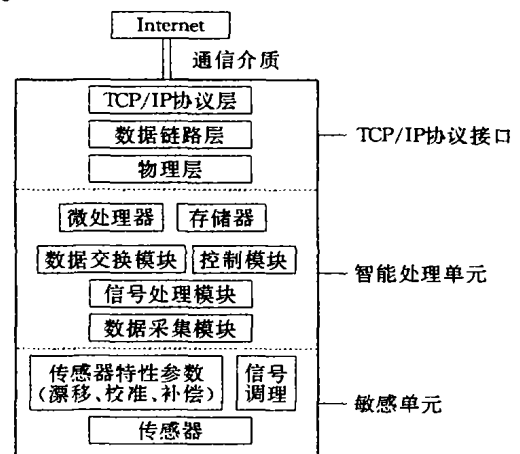 Internet
通信介质
TCP/IP协议层
数据链路层
物理层
TCP/IP协议接口
微处理器 存储器
数据交换模块 控制模块
信号处理模块
数据采集模块
智能处理单元
传感器特性参数
(漂移、校准、补偿)
信号
调理
传感器
敏感单元